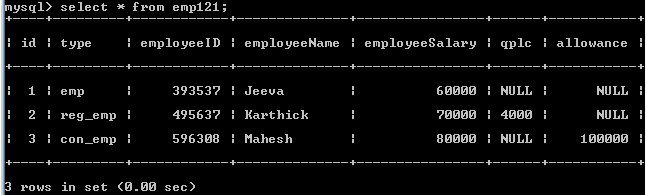 mysql> select * from emp121;
+----+---------+------------+--------------+----------------+------+-----------+
| id | type    | employeeID | employeeName | employeeSalary | qplc | allowance |
+----+---------+------------+--------------+----------------+------+-----------+
|  1 | emp     |     393537 | Jeeva        |          60000 | NULL |      NULL |
|  2 | reg_emp |     495637 | Karthick     |          70000 | 4000 |      NULL |
|  3 | con_emp |     596308 | Mahesh       |          80000 | NULL |    100000 |
+----+---------+------------+--------------+----------------+------+-----------+
3 rows in set (0.00 sec)